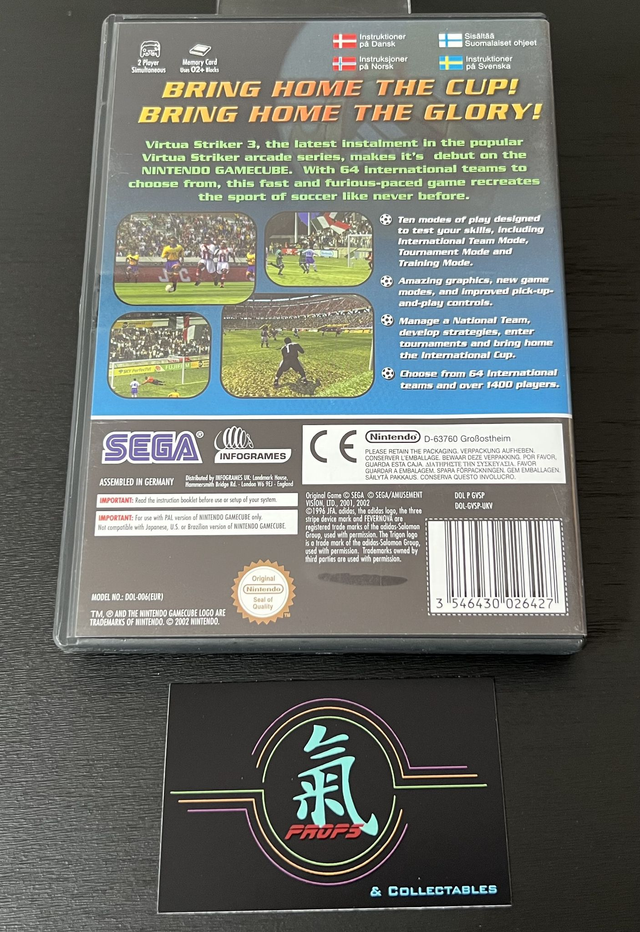 2 Player
Simultaneous
Memory Card
Uses 02+ Blocks
Instruktioner
på Dansk
Sisältää
Suomalaiset ohjeet
Instruksjoner
på Norsk
Instruktioner
på Svenska
BRING HOME THE CUP!
BRING HOME THE GLORY!
Virtua Striker 3, the latest instalment in the popular
Virtua Striker arcade series, makes it's debut on the
NINTENDO GAMECUBE. With 64 international teams to
choose from, this fast and furious-paced game recreates
the sport of soccer like never before.
Ten modes of play designed
to test your skills, including
International Team Mode,
Tournament Mode and
Training Mode.
Amazing graphics, new game
modes, and improved pick-up-
and-play controls.
Manage a National Team,
develop strategies, enter
tournaments and bring home
the International Cup.
Choose from 64 International
teams and over 1400 players.
SEGA®
INFOGRAMES
CE
Nintendo®
D-63760 Großostheim
PLEASE RETAIN THE PACKAGING. VERPACKUNG AUFHEBEN.
CONSERVER L'EMBALLAGE. BEWAAR DEZE VERPAKKING. POR FAVOR,
GUARDA ESTA CAJA. ΔΙΑΤΗΡΗΣΤΕ ΤΗΝ ΣΥΣΚΕΥΑΣΙΑ. FAVOR
GUARDAR A EMBALAGEM. SPARA FÖRPACKNINGEN. GEM EMBALLAGEN.
SÄILYTÄ PAKKAUS. CONSERVA QUESTO INVOLUCRO.
ASSEMBLED IN GERMANY
Distributed by INFOGRAMES UK: Landmark House,
Hammersmith Bridge Rd. - London W6 9EJ - England
IMPORTANT: Read the instruction booklet before use or setup of your system.
IMPORTANT: For use with PAL version of NINTENDO GAMECUBE only.
Not compatible with Japanese, U.S. or Brazilian version of NINTENDO GAMECUBE.
Original Game © SEGA © SEGA/AMUSEMENT
VISION, LTD., 2001, 2002
©1996 JFA. adidas, the adidas logo, the three
stripe device mark and FEVERNOVA are
registered trade marks of the adidas-Salomon
Group, used with permission. The Trigon logo
is a trade mark of the adidas-Salomon Group,
used with permission. Trademarks owned by
third parties are used with permission.
DOL P GVSP
DOL-GVSP-UKV
3 546430 026427
Original
Nintendo
Seal of
Quality
TM
MODEL NO.: DOL-006(EUR)
TM, ® AND THE NINTENDO GAMECUBE LOGO ARE
TRADEMARKS OF NINTENDO. © 2002 NINTENDO.
氣
PROPS
& COLLECTABLES